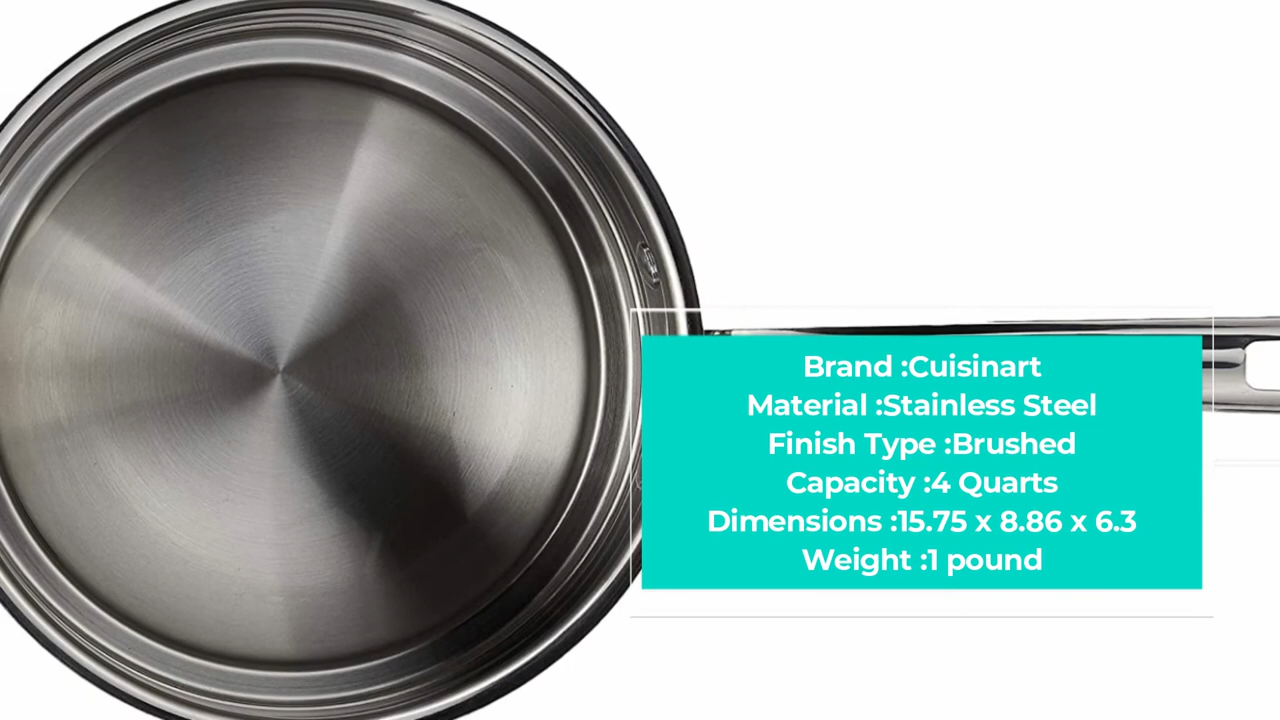 Brand :Cuisinart
Material :Stainless Steel
Finish Type :Brushed
Capacity :4 Quarts
Dimensions :15.75 x 8.86 x 6.3
Weight :1 pound